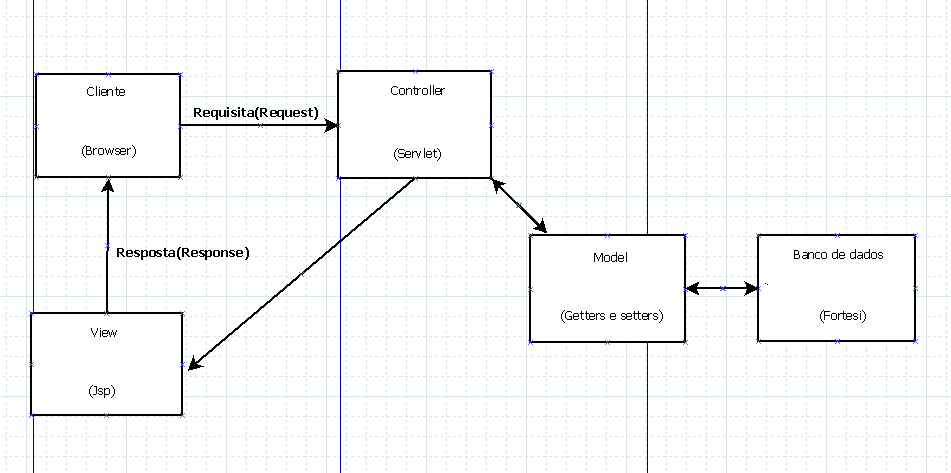 Cliente
(Browser)
Requisita(Request)
Controller
(Servlet)
Resposta(Response)
View
(Jsp)
Model
(Getters e setters)
Banco de dados
(Fortesi)